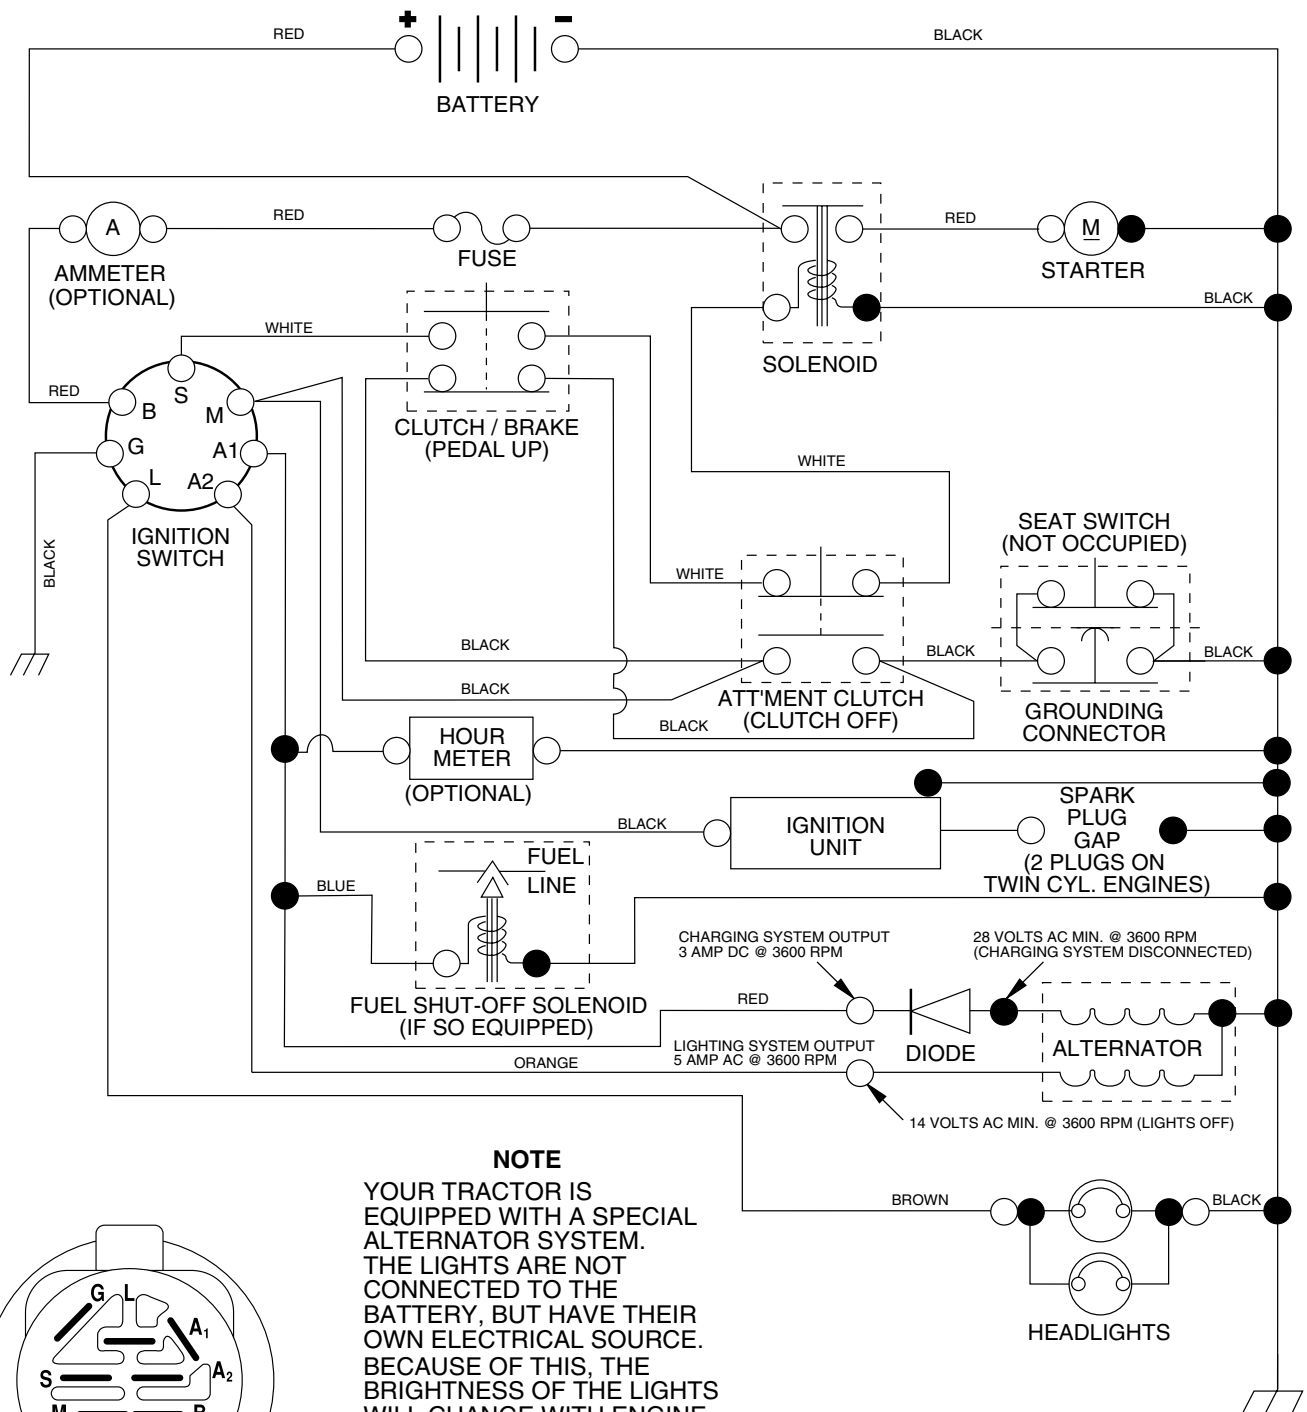 +
–
RED
BLACK
BATTERY
A
RED
RED
M
AMMETER
(OPTIONAL)
FUSE
STARTER
BLACK
WHITE
SOLENOID
RED
S
B
M
G
A1
L
A2
CLUTCH / BRAKE
(PEDAL UP)
WHITE
IGNITION
SWITCH
BLACK
SEAT SWITCH
(NOT OCCUPIED)
WHITE
BLACK
BLACK
BLACK
BLACK
ATT'MENT CLUTCH
(CLUTCH OFF)
BLACK
GROUNDING
CONNECTOR
HOUR
METER
(OPTIONAL)
BLACK
IGNITION
UNIT
SPARK
PLUG
GAP
(2 PLUGS ON
TWIN CYL. ENGINES)
FUEL
LINE
BLUE
FUEL SHUT-OFF SOLENOID
(IF SO EQUIPPED)
CHARGING SYSTEM OUTPUT
3 AMP DC @ 3600 RPM
28 VOLTS AC MIN. @ 3600 RPM
(CHARGING SYSTEM DISCONNECTED)
RED
DIODE
ALTERNATOR
LIGHTING SYSTEM OUTPUT
5 AMP AC @ 3600 RPM
ORANGE
14 VOLTS AC MIN. @ 3600 RPM (LIGHTS OFF)
BROWN
BLACK
HEADLIGHTS
NOTE
YOUR TRACTOR IS
EQUIPPED WITH A SPECIAL
ALTERNATOR SYSTEM.
THE LIGHTS ARE NOT
CONNECTED TO THE
BATTERY, BUT HAVE THEIR
OWN ELECTRICAL SOURCE.
BECAUSE OF THIS, THE
BRIGHTNESS OF THE LIGHTS
WILL CHANGE WITH ENGINE
G L
A1
S
A2
M
B